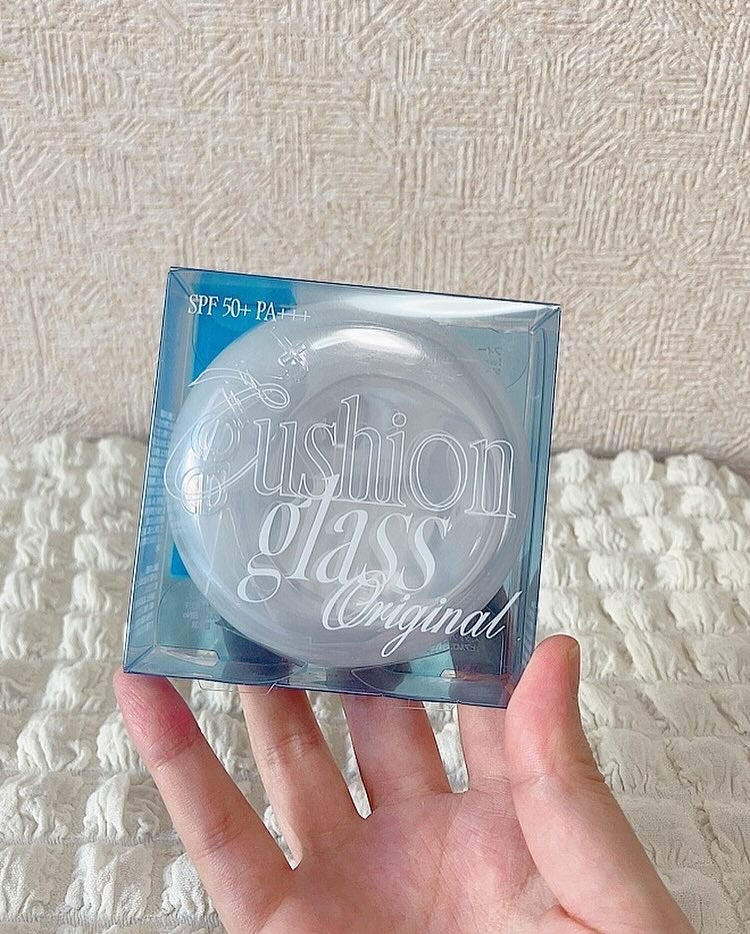 SPF 50+ PA+++
Cushion
glass
Original